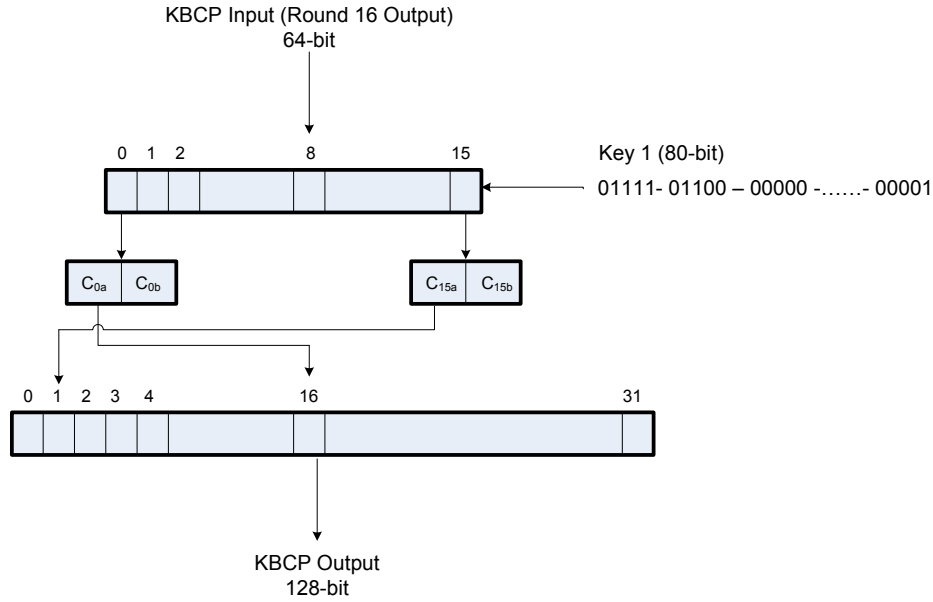 KBCP Input (Round 16 Output)
64-bit
0 1 2 8 15
Key 1 (80-bit)
01111- 01100 – 00000 -……- 00001
C0a C0b C15a C15b
0 1 2 3 4 16 31
KBCP Output
128-bit